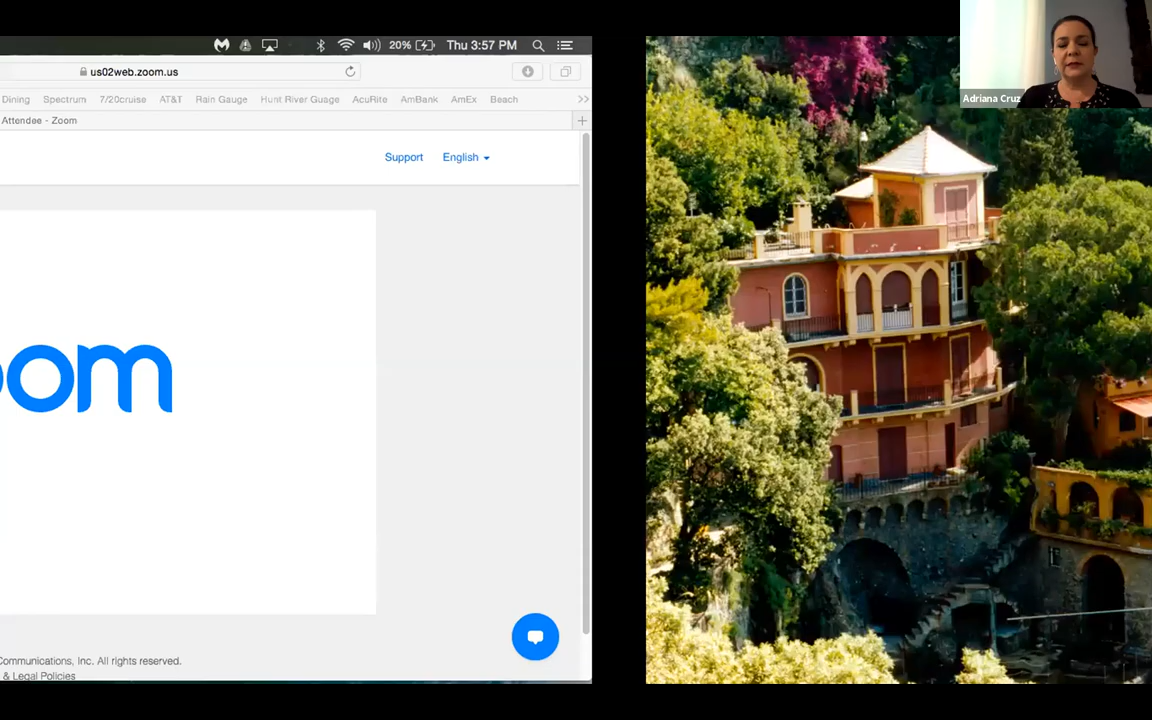 20% Thu 3:57 PM
us02web.zoom.us
Dining Spectrum 7/20cruise AT&T Rain Gauge Hunt River Guage AcuRite AmBank AmEx Beach >>
Attendee - Zoom +
Support English
oom
Communications, Inc. All rights reserved.
& Legal Policies
Adriana Cruz